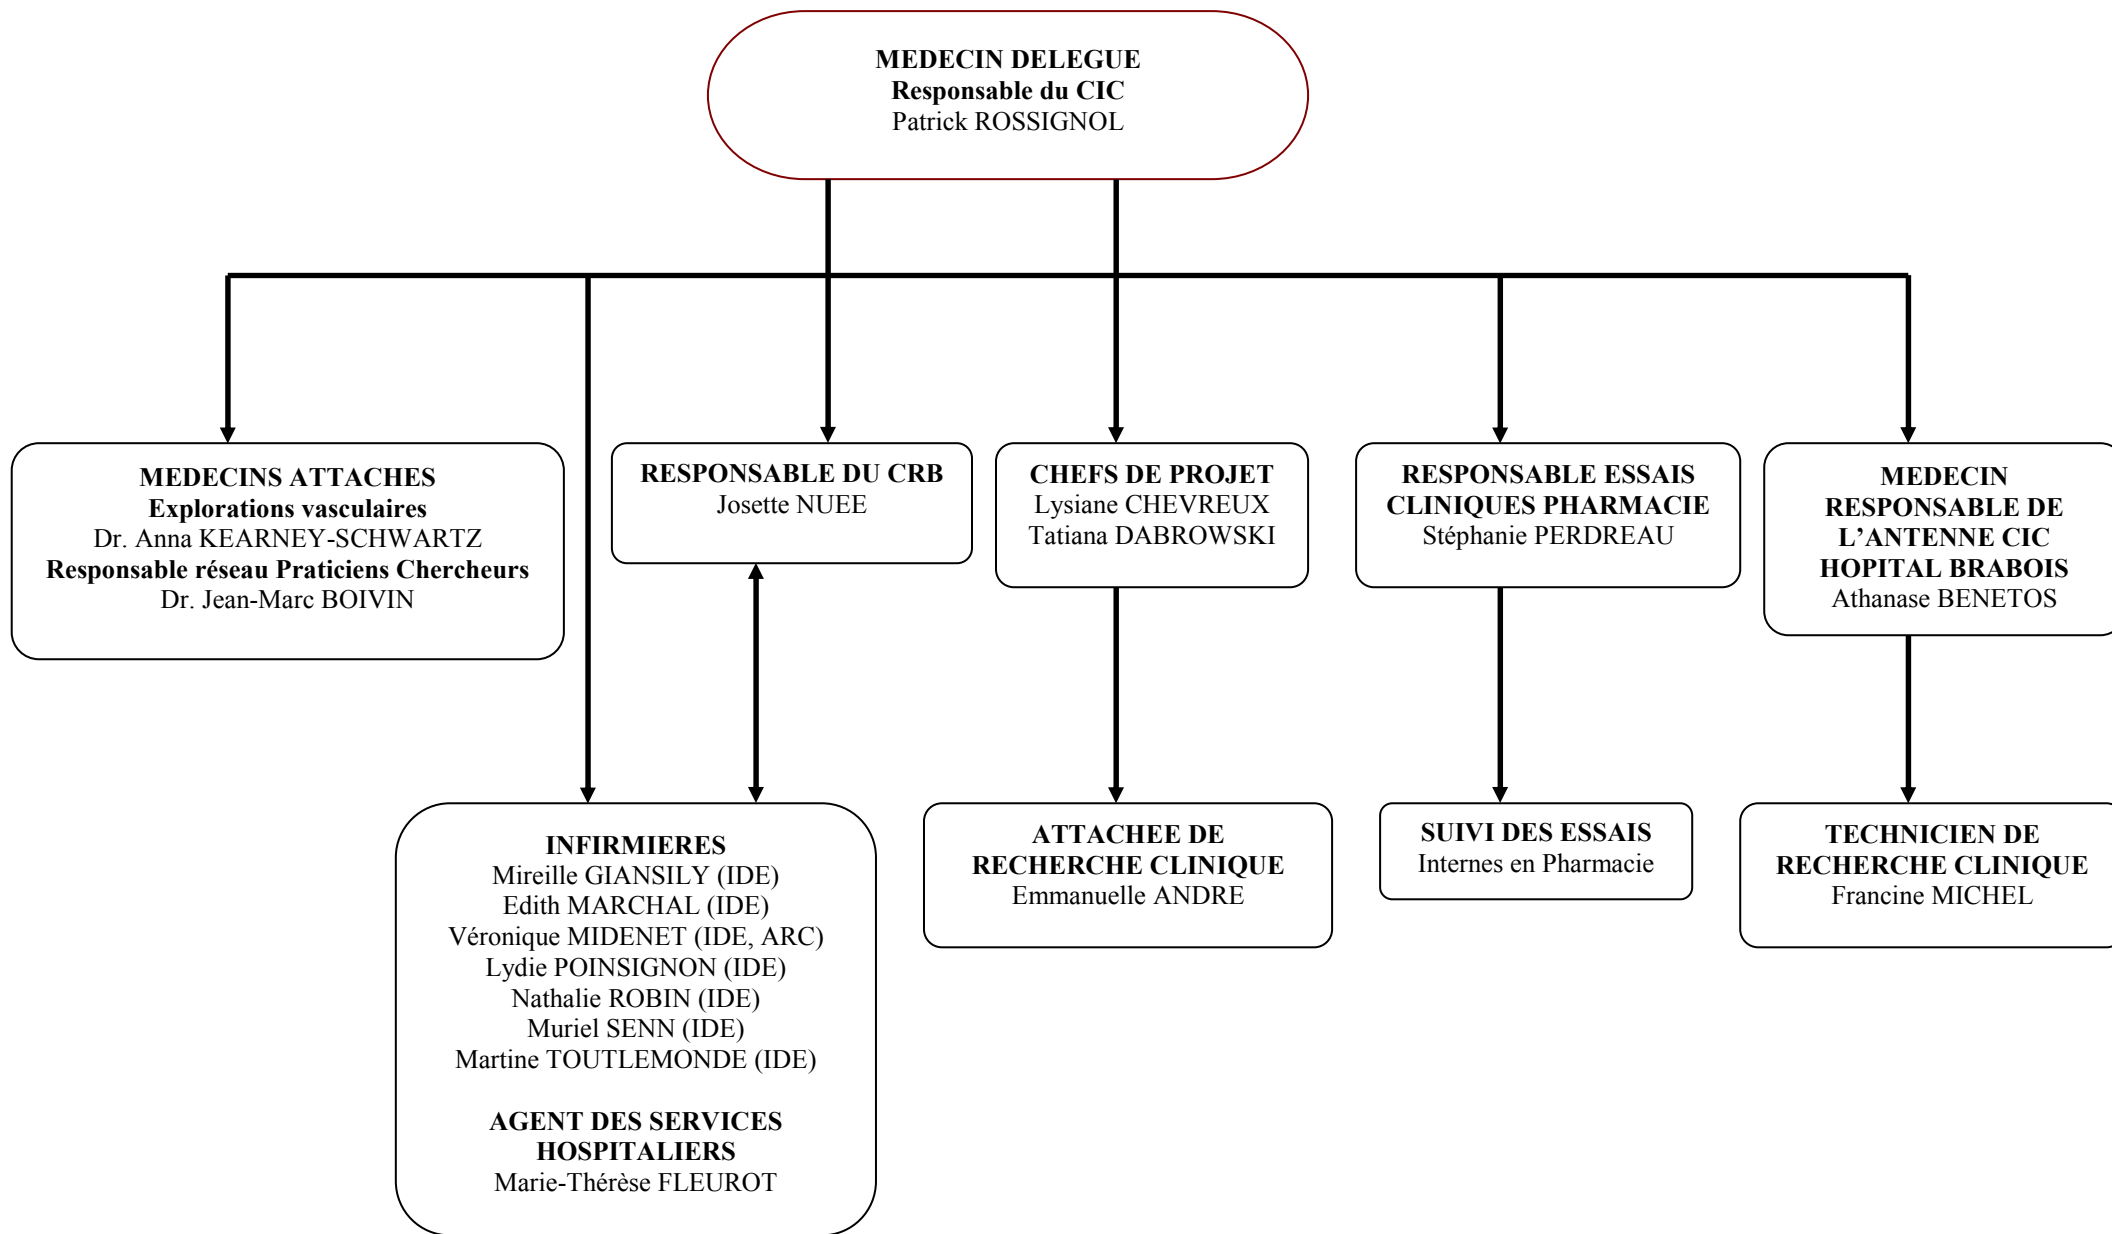 MEDECIN DELEGUE
Responsable du CIC
Patrick ROSSIGNOL
MEDECINS ATTACHES
Explorations vasculaires
Dr. Anna KEARNEY-SCHWARTZ
Responsable réseau Praticiens Chercheurs
Dr. Jean-Marc BOIVIN
RESPONSABLE DU CRB
Josette NUEE
CHEFS DE PROJET
Lysiane CHEVREUX
Tatiana DABROWSKI
RESPONSABLE ESSAIS
CLINIQUES PHARMACIE
Stéphanie PERDREAU
MEDECIN
RESPONSABLE DE
L’ANTENNE CIC
HOPITAL BRABOIS
Athanase BENETOS
INFIRMIERES
Mireille GIANSILY (IDE)
Edith MARCHAL (IDE)
Véronique MIDENET (IDE, ARC)
Lydie POINSIGNON (IDE)
Nathalie ROBIN (IDE)
Muriel SENN (IDE)
Martine TOUTLEMONDE (IDE)
AGENT DES SERVICES
HOSPITALIERS
Marie-Thérèse FLEUROT
ATTACHEE DE
RECHERCHE CLINIQUE
Emmanuelle ANDRE
SUIVI DES ESSAIS
Internes en Pharmacie
TECHNICIEN DE
RECHERCHE CLINIQUE
Francine MICHEL